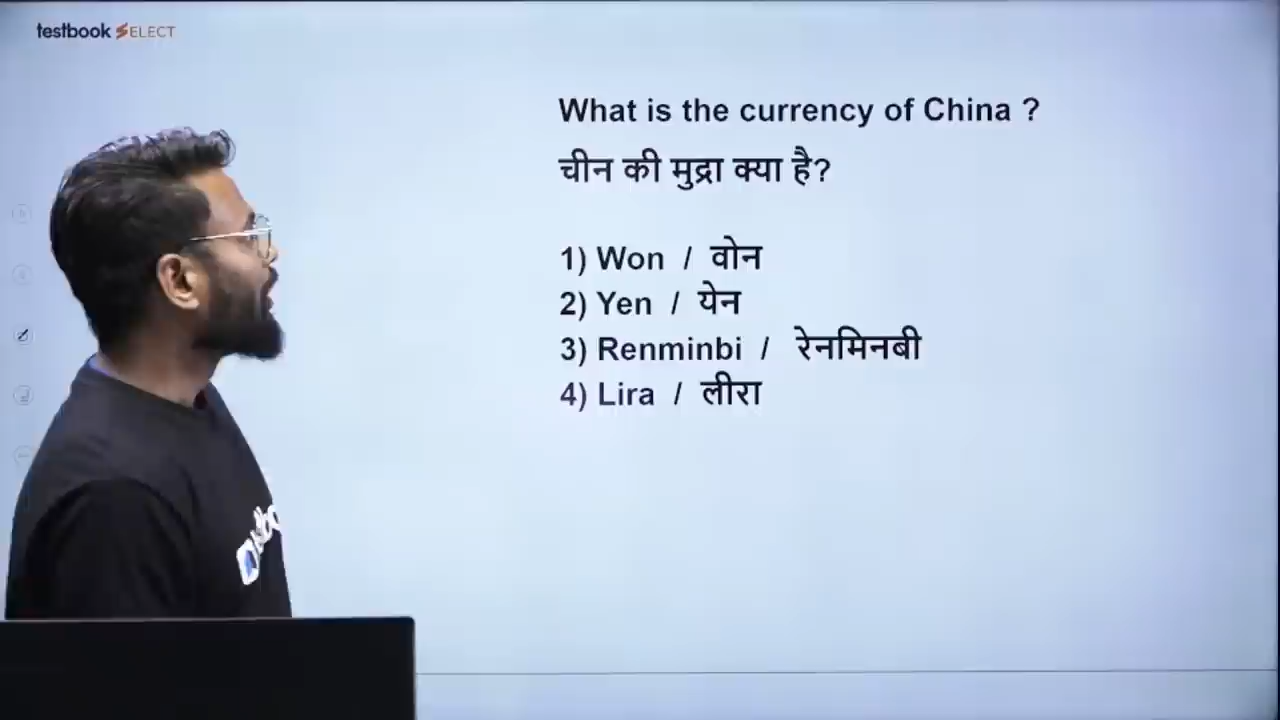 testbook SELECT
What is the currency of China ?
चीन की मुद्रा क्या है?
1) Won / वोन
2) Yen / येन
3) Renminbi / रेनमिनबी
4) Lira / लीरा